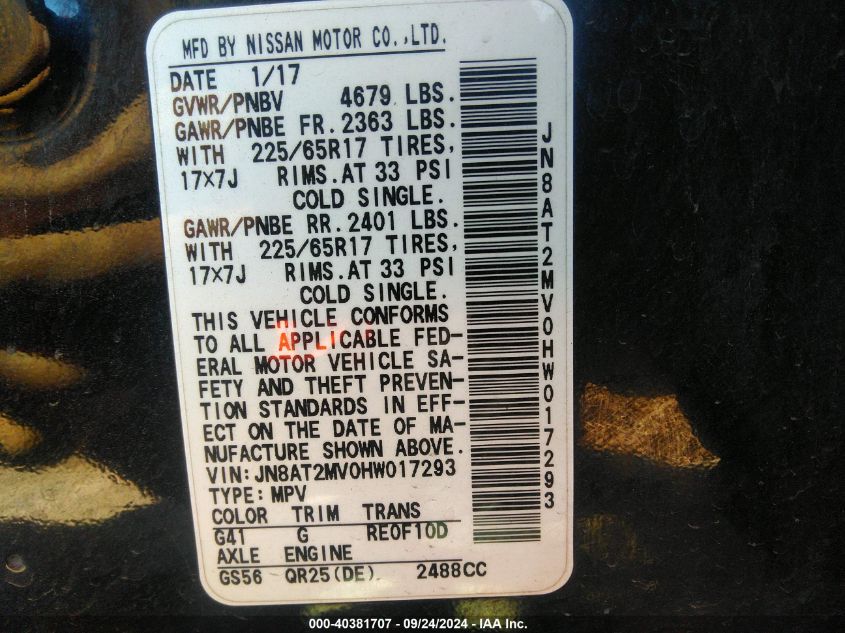 MFD BY NISSAN MOTOR CO.,LTD.
DATE 1/17
GVWR/PNBV 4679 LBS.
GAWR/PNBE FR.2363 LBS.
WITH 225/65R17 TIRES,
17×7J RIMS.AT 33 PSI
COLD SINGLE.
GAWR/PNBE RR.2401 LBS.
WITH 225/65R17 TIRES,
17×7J RIMS.AT 33 PSI
COLD SINGLE.
THIS VEHICLE CONFORMS
TO ALL APPLICABLE FED-
ERAL MOTOR VEHICLE SA-
FETY AND THEFT PREVEN-
TION STANDARDS IN EFF-
ECT ON THE DATE OF MA-
NUFACTURE SHOWN ABOVE.
VIN:JN8AT2MV0HW017293
TYPE:MPV
COLOR TRIM TRANS
G41 G RE0F10D
AXLE ENGINE
GS56 QR25(DE) 2488CC
JN8AT2MV0HW017293
000-40381707 - 09/24/2024 - IAA Inc.